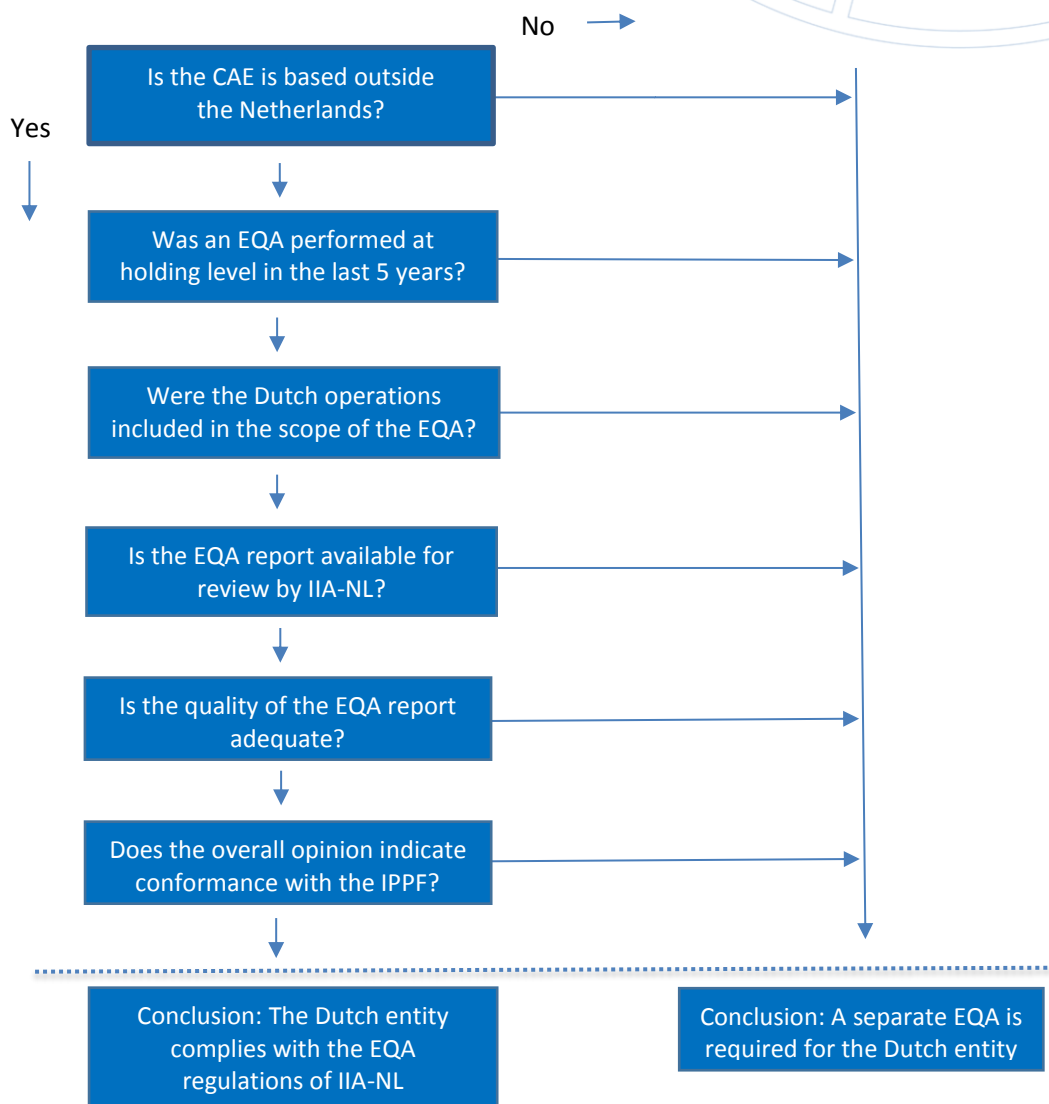 No
Is the CAE is based outside
the Netherlands?
Yes
Was an EQA performed at
holding level in the last 5 years?
Were the Dutch operations
included in the scope of the EQA?
Is the EQA report available for
review by IIA-NL?
Is the quality of the EQA report
adequate?
Does the overall opinion indicate
conformance with the IPPF?
Conclusion: The Dutch entity
complies with the EQA
regulations of IIA-NL
Conclusion: A separate EQA is
required for the Dutch entity